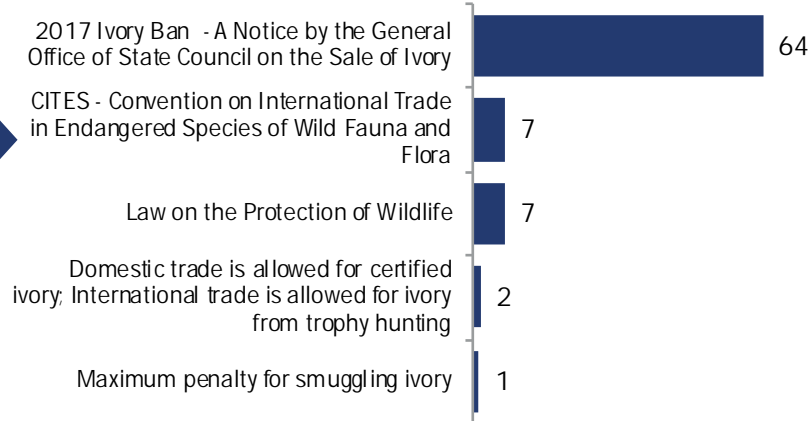 2017 Ivory Ban - A Notice by the General
Office of State Council on the Sale of Ivory
64
CITES - Convention on International Trade
in Endangered Species of Wild Fauna and
Flora
7
Law on the Protection of Wildlife
7
Domestic trade is allowed for certified
ivory; International trade is allowed for ivory
from trophy hunting
2
Maximum penalty for smuggling ivory
1